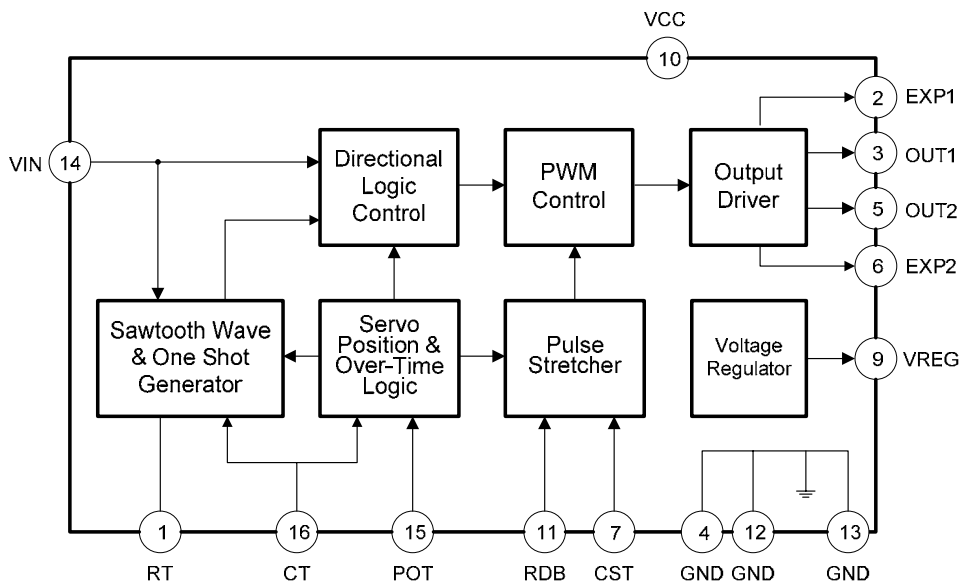 VCC
10
2 EXP1
3 OUT1
5 OUT2
6 EXP2
VIN 14
Directional
Logic
Control
PWM
Control
Output
Driver
Sawtooth Wave
& One Shot
Generator
Servo
Position &
Over-Time
Logic
Pulse
Stretcher
Voltage
Regulator
9 VREG
1
16
15
11
7
4
12
13
RT
CT
POT
RDB
CST
GND
GND
GND